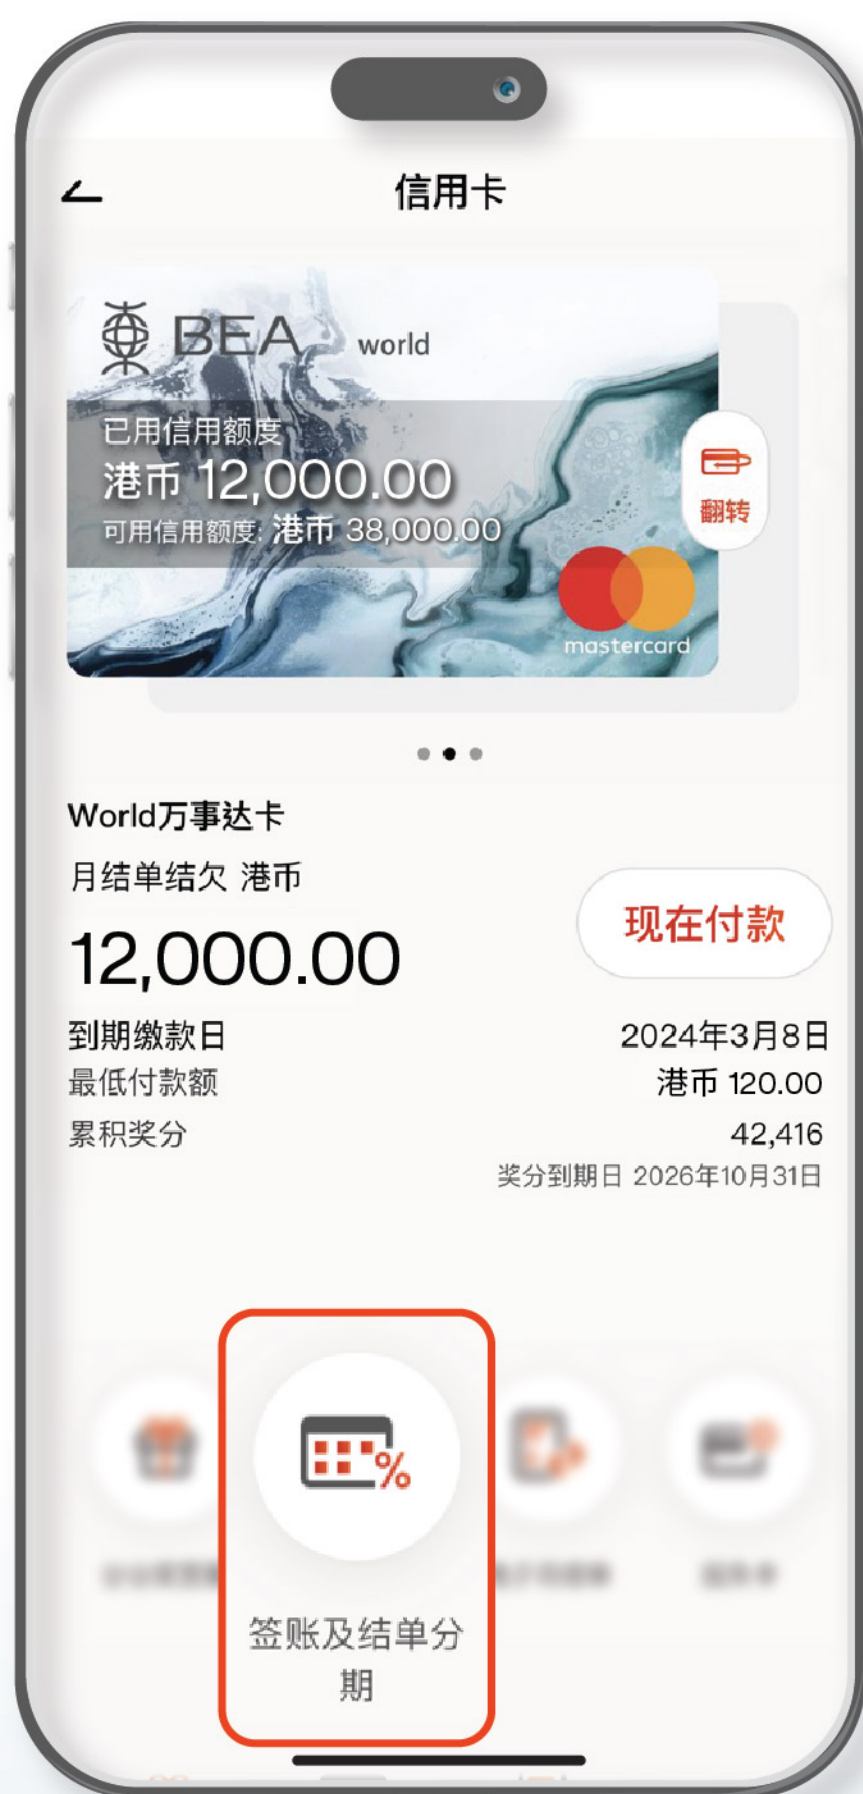 信用卡
BEA world
已用信用额度
港币 12,000.00
可用信用额度: 港币 38,000.00
翻转
mastercard
World万事达卡
月结单结欠 港币
12,000.00
现在付款
到期缴款日 2024年3月8日
最低付款额 港币 120.00
累积奖分 42,416
奖分到期日 2026年10月31日
%
签账及结单分
期